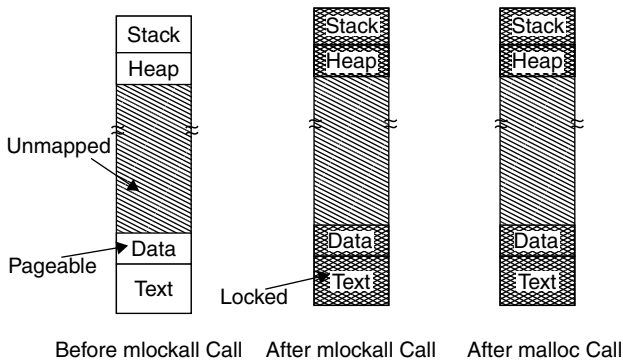 Stack
Heap
Unmapped
Data
Pageable
Text
Before mlockall Call
Stack
Heap
Data
Text
Locked
After mlockall Call
Stack
Heap
Data
Text
After malloc Call